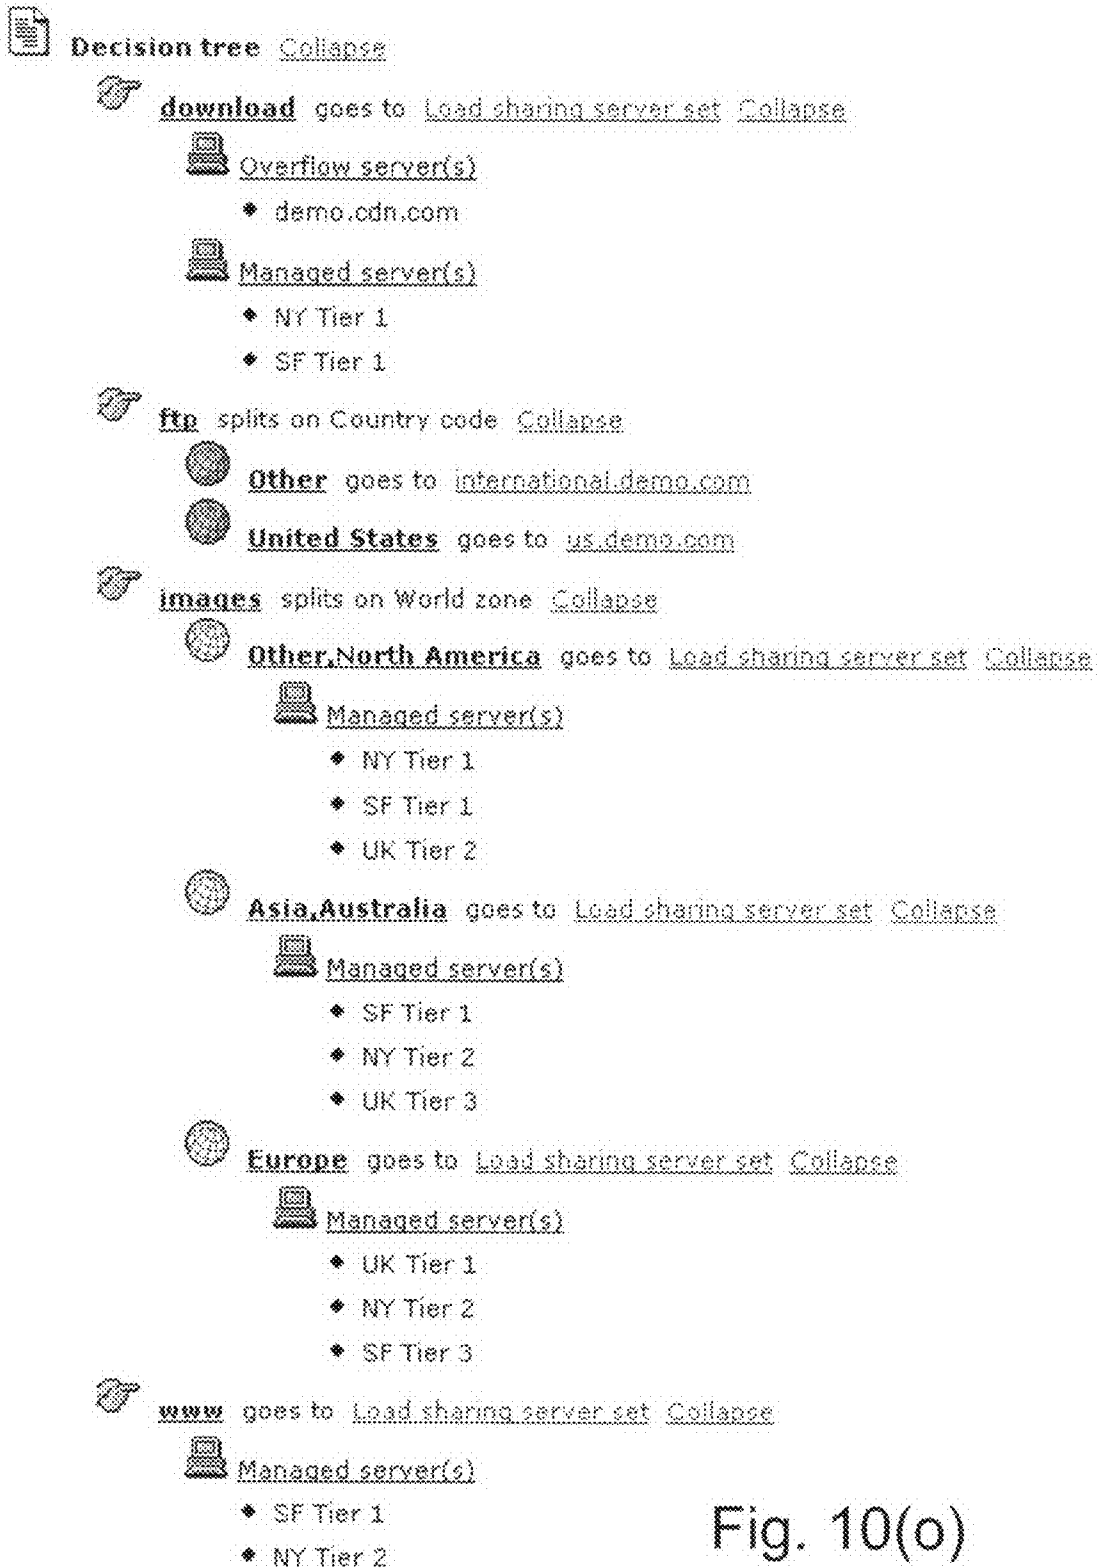 Decision tree Collapse
download goes to Load sharing server set Collapse
Overflow server(s)
demo.cdn.com
Managed server(s)
NY Tier 1
SF Tier 1
ftp splits on Country code Collapse
Other goes to international.demo.com
United States goes to us.demo.com
images splits on World zone Collapse
Other,North America goes to Load sharing server set Collapse
Managed server(s)
NY Tier 1
SF Tier 1
UK Tier 2
Asia,Australia goes to Load sharing server set Collapse
Managed server(s)
SF Tier 1
NY Tier 2
UK Tier 3
Europe goes to Load sharing server set Collapse
Managed server(s)
UK Tier 1
NY Tier 2
SF Tier 3
www goes to Load sharing server set Collapse
Managed server(s)
SF Tier 1
NY Tier 2
Fig. 10(o)